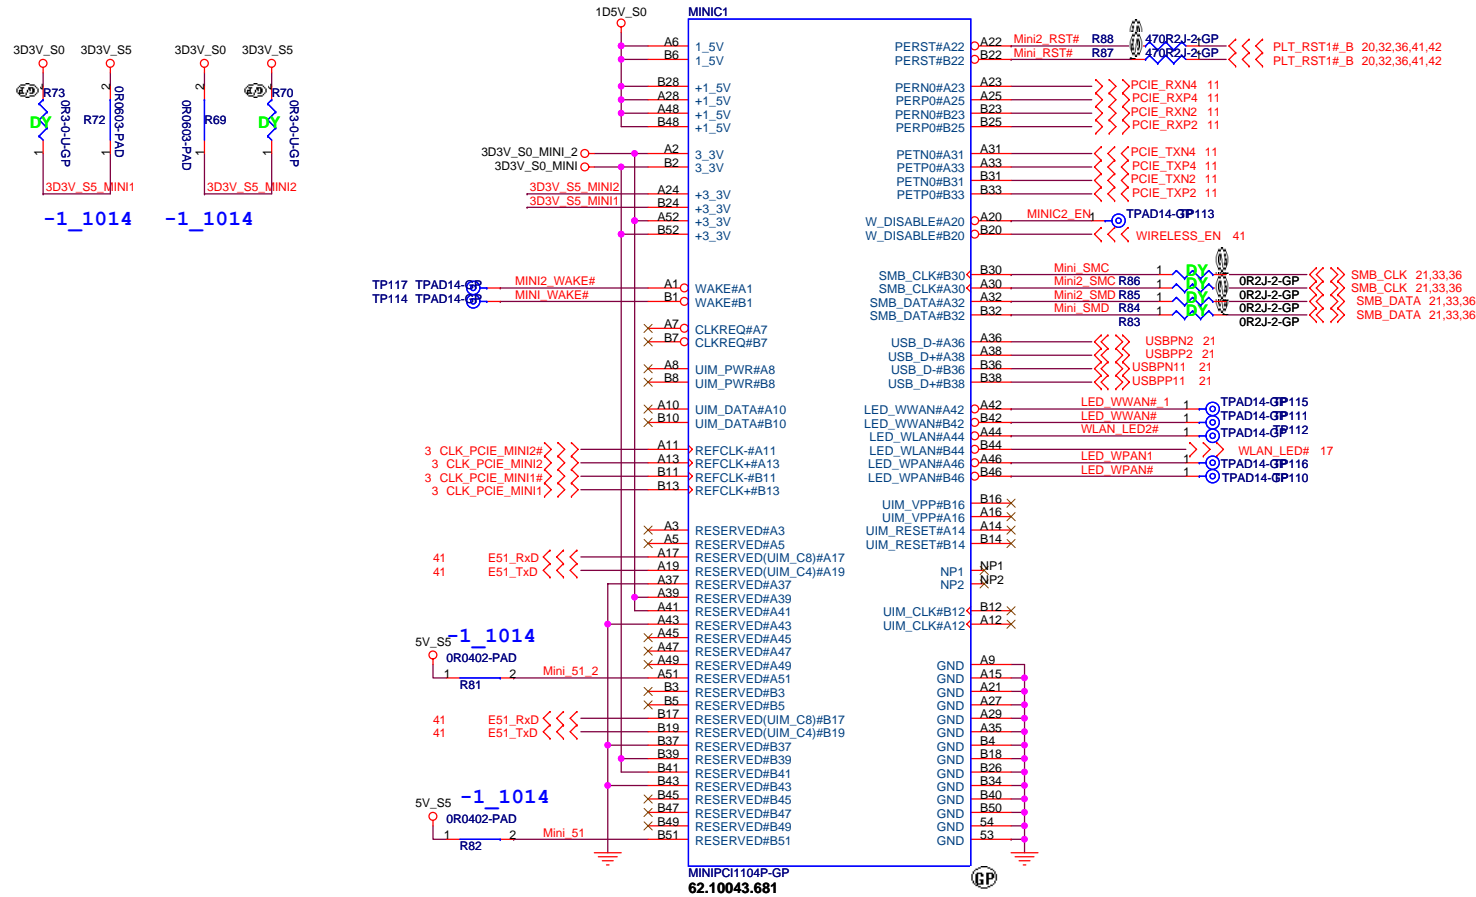 1D5V_S0
MINIC1
3D3V_S0 3D3V_S5 3D3V_S0 3D3V_S5
R73 0R3-0-U-GP DY 2 1
R72 0R0603-PAD 2 1
R69 0R0603-PAD 2 1
R70 0R3-0-U-GP DY 2 1
3D3V_S5_MINI1 3D3V_S5_MINI2
-1_1014 -1_1014
A6 1_5V
B6 1_5V
B28 +1_5V
A28 +1_5V
A48 +1_5V
B48 +1_5V
3D3V_S0_MINI_2 A2 3_3V
3D3V_S0_MINI B2 3_3V
3D3V_S5_MINI2 A24 +3_3V
3D3V_S5_MINI1 B24 +3_3V
A52 +3_3V
B52 +3_3V
TP117 TPAD14-GP MINI2_WAKE# A1 WAKE#A1
TP114 TPAD14-GP MINI_WAKE# B1 WAKE#B1
A7 CLKREQ#A7
B7 CLKREQ#B7
A8 UIM_PWR#A8
B8 UIM_PWR#B8
A10 UIM_DATA#A10
B10 UIM_DATA#B10
3 CLK_PCIE_MINI2# A11 REFCLK-#A11
3 CLK_PCIE_MINI2 A13 REFCLK+#A13
3 CLK_PCIE_MINI1# B11 REFCLK-#B11
3 CLK_PCIE_MINI1 B13 REFCLK+#B13
A3 RESERVED#A3
A5 RESERVED#A5
41 E51_RxD A17 RESERVED(UIM_C8)#A17
41 E51_TxD A19 RESERVED(UIM_C4)#A19
A37 RESERVED#A37
A39 RESERVED#A39
A41 RESERVED#A41
A43 RESERVED#A43
A45 RESERVED#A45
A47 RESERVED#A47
A49 RESERVED#A49
-1_1014
5V_S5 0R0402-PAD 1 R81 2 Mini_51_2 A51 RESERVED#A51
B3 RESERVED#B3
B5 RESERVED#B5
41 E51_RxD B17 RESERVED(UIM_C8)#B17
41 E51_TxD B19 RESERVED(UIM_C4)#B19
B37 RESERVED#B37
B39 RESERVED#B39
B41 RESERVED#B41
B43 RESERVED#B43
B45 RESERVED#B45
B47 RESERVED#B47
B49 RESERVED#B49
-1_1014
5V_S5 0R0402-PAD 1 R82 2 Mini_51 B51 RESERVED#B51
PERST#A22 A22 Mini2_RST# R88 470R2J-2-GP PLT_RST1#_B 20,32,36,41,42
PERST#B22 B22 Mini_RST# R87 470R2J-2-GP PLT_RST1#_B 20,32,36,41,42
PERN0#A23 A23 PCIE_RXN4 11
PERP0#A25 A25 PCIE_RXP4 11
PERN0#B23 B23 PCIE_RXN2 11
PERP0#B25 B25 PCIE_RXP2 11
PETN0#A31 A31 PCIE_TXN4 11
PETP0#A33 A33 PCIE_TXP4 11
PETN0#B31 B31 PCIE_TXN2 11
PETP0#B33 B33 PCIE_TXP2 11
W_DISABLE#A20 A20 MINIC2_EN 1 TPAD14-GP TP113
W_DISABLE#B20 B20 WIRELESS_EN 41
SMB_CLK#B30 B30 Mini_SMC 1 DY R86 SMB_CLK 21,33,36
SMB_CLK#A30 A30 Mini2_SMC 1 DY R85 0R2J-2-GP SMB_CLK 21,33,36
SMB_DATA#A32 A32 Mini2_SMD 1 DY R84 SMB_DATA 21,33,36
SMB_DATA#B32 B32 Mini_SMD 1 DY R83 0R2J-2-GP SMB_DATA 21,33,36
USB_D-#A36 A36 USBPN2 21
USB_D+#A38 A38 USBPP2 21
USB_D-#B36 B36 USBPN11 21
USB_D+#B38 B38 USBPP11 21
LED_WWAN#A42 A42 LED_WWAN#_1 1 TPAD14-GP TP115
LED_WWAN#B42 B42 LED_WWAN# 1 TPAD14-GP TP111
LED_WLAN#A44 A44 WLAN_LED2# 1 TPAD14-GP TP112
LED_WLAN#B44 B44 WLAN_LED# 17
LED_WPAN#A46 A46 LED_WPAN1 1 TPAD14-GP TP116
LED_WPAN#B46 B46 LED_WPAN# 1 TPAD14-GP TP110
UIM_VPP#B16 B16
UIM_VPP#A16 A16
UIM_RESET#A14 A14
UIM_RESET#B14 B14
NP1 NP1
NP2 NP2
UIM_CLK#B12 B12
UIM_CLK#A12 A12
GND A9
GND A15
GND A21
GND A27
GND A29
GND A35
GND B4
GND B18
GND B26
GND B34
GND B40
GND B50
GND 54
GND 53
MINIPCI1104P-GP
62.10043.681
GP